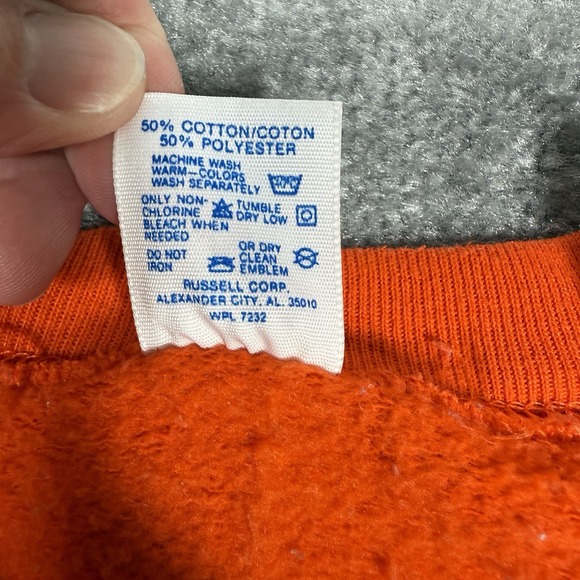 50% COTTON/COTON
50% POLYESTER
MACHINE WASH
WARM-COLORS
WASH SEPARATELY
ONLY NON-
CHLORINE
BLEACH WHEN
NEEDED
TUMBLE
DRY LOW
DO NOT
IRON
OR DRY
CLEAN
EMBLEM
RUSSELL CORP.
ALEXANDER CITY, AL. 35010
WPL 7232